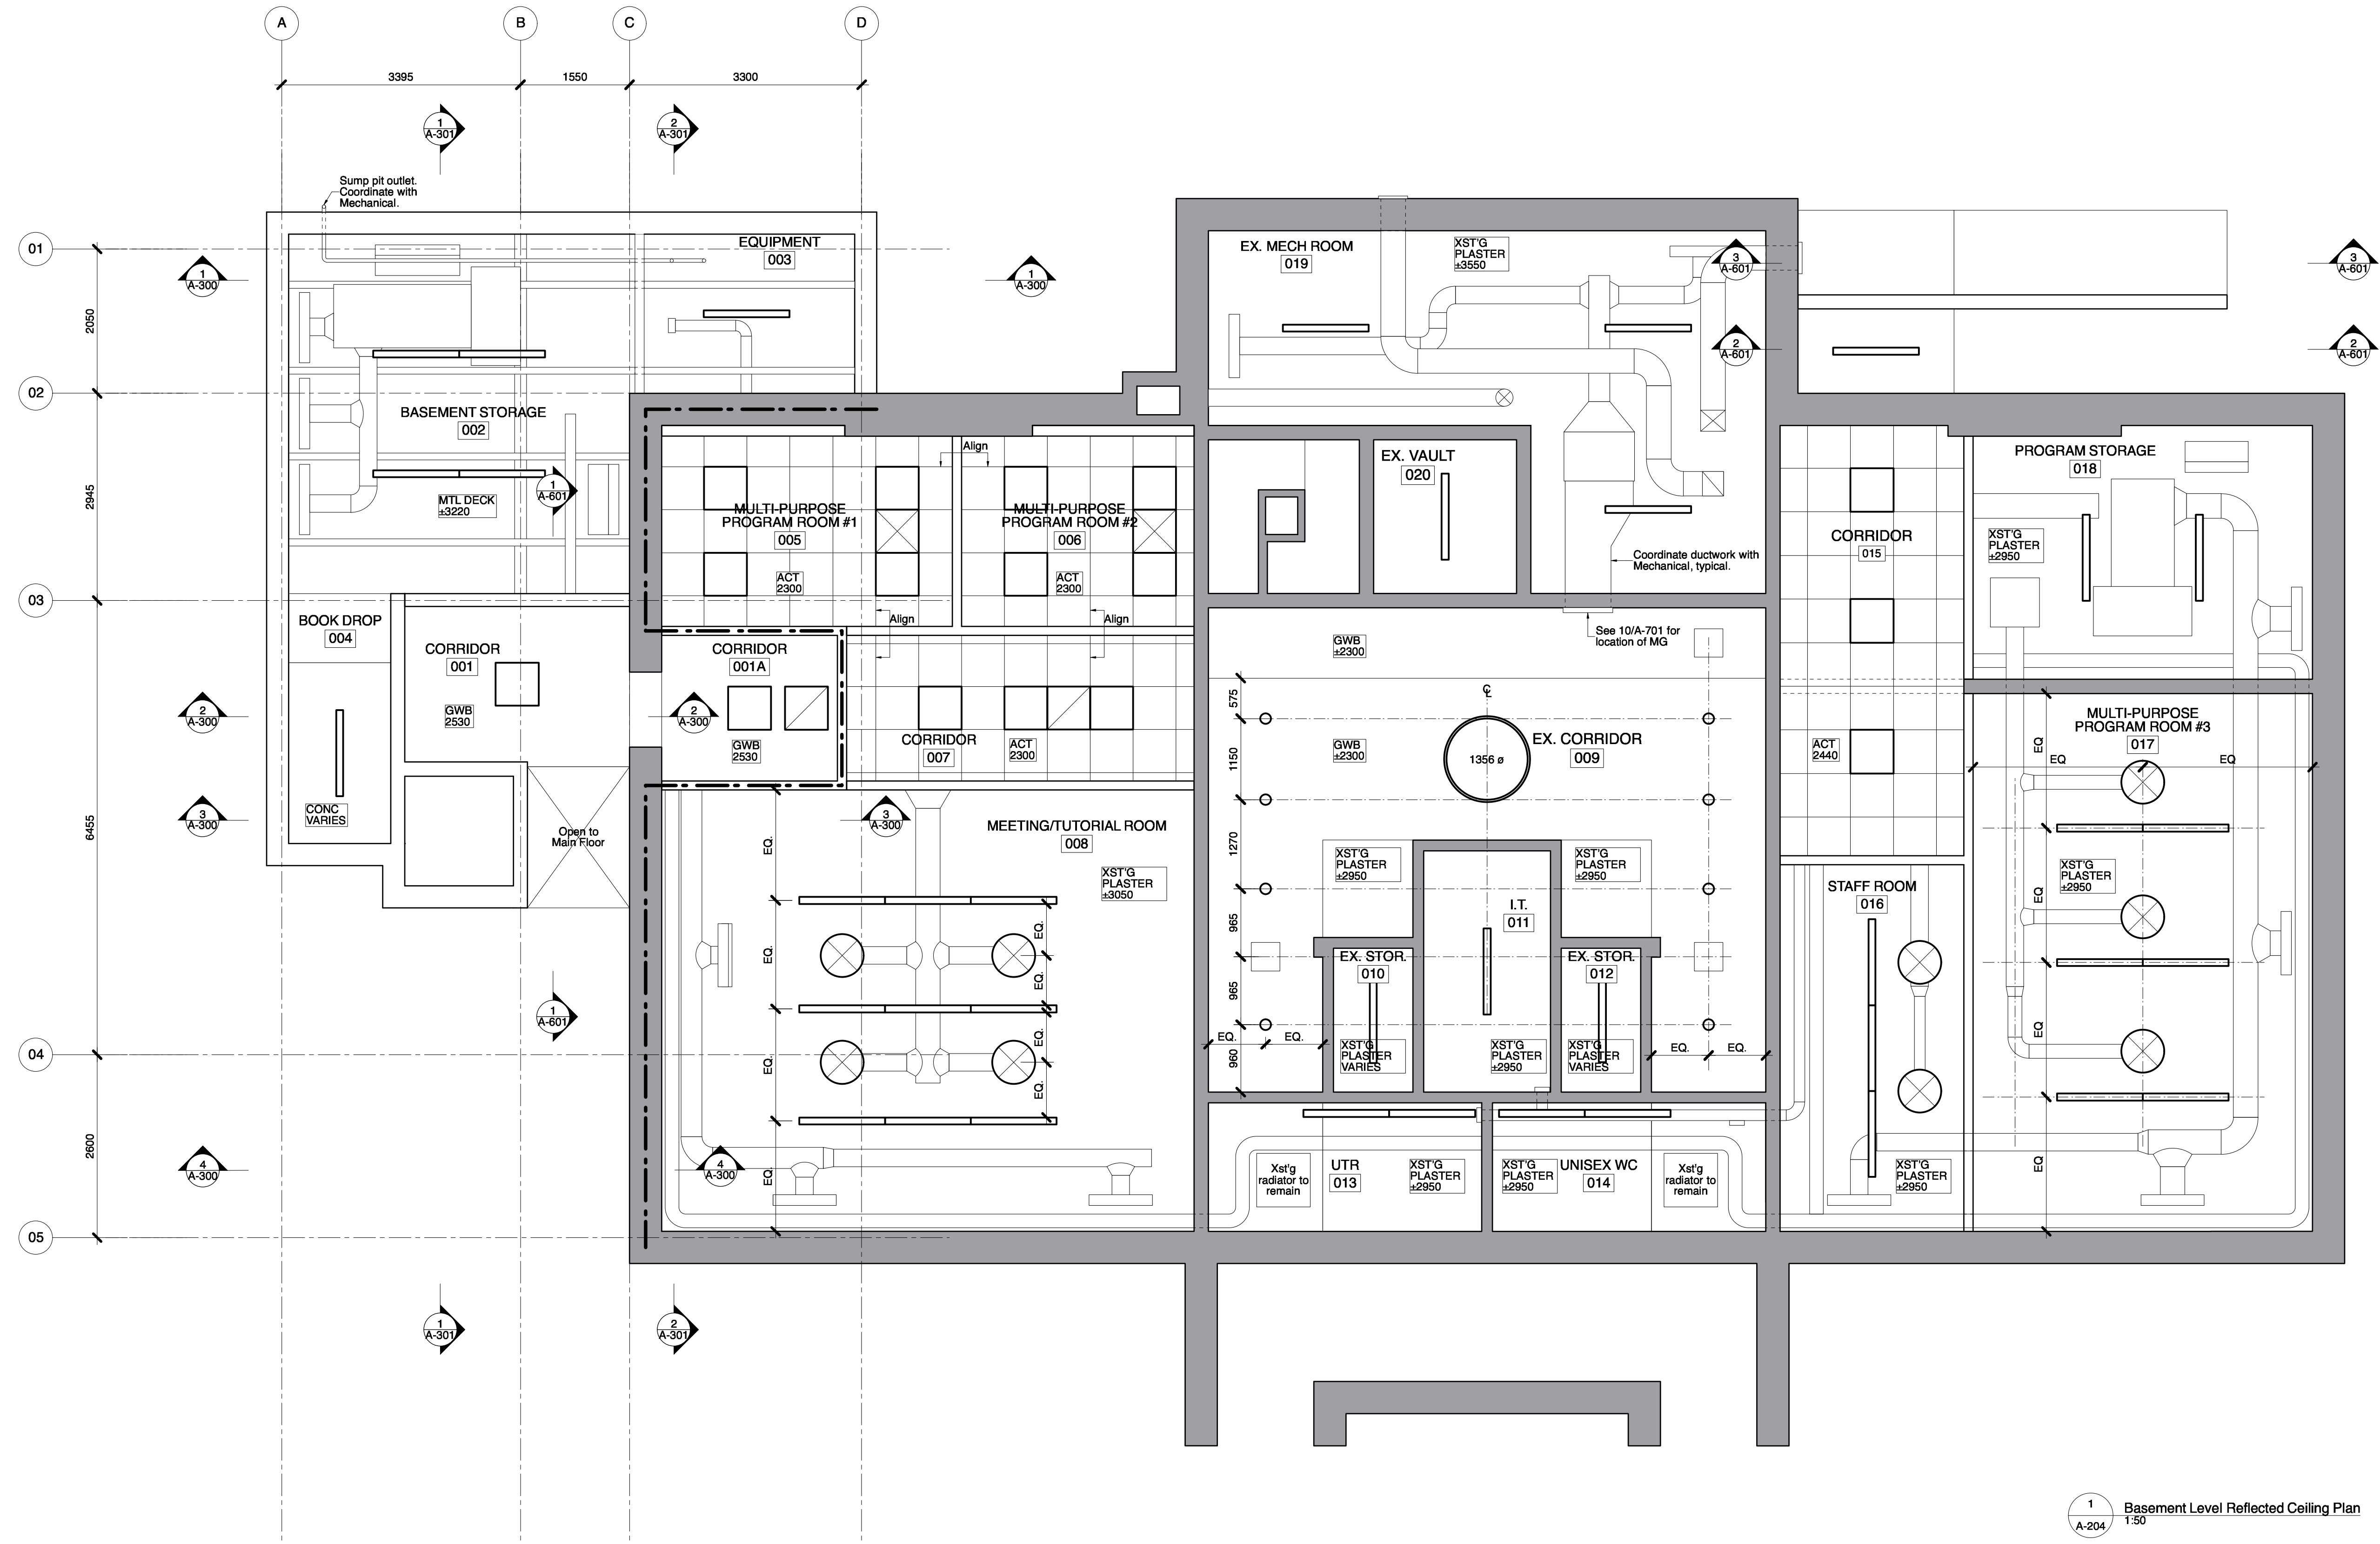 A
B
C
D
3395
1550
3300
1
A-301
2
A-301
Sump pit outlet.
Coordinate with
Mechanical.
01
02
03
04
05
2050
2945
6455
2600
1
A-300
1
A-300
2
A-300
2
A-300
3
A-300
3
A-300
4
A-300
4
A-300
EQUIPMENT
003
BASEMENT STORAGE
002
MTL DECK
±3220
1
A-601
BOOK DROP
004
CONC
VARIES
CORRIDOR
001
GWB
2530
Open to
Main Floor
1
A-601
1
A-301
2
A-301
MULTI-PURPOSE
PROGRAM ROOM #1
005
ACT
2300
Align
MULTI-PURPOSE
PROGRAM ROOM #2
006
ACT
2300
Align
Align
CORRIDOR
001A
GWB
2530
CORRIDOR
007
ACT
2300
MEETING/TUTORIAL ROOM
008
XST'G
PLASTER
±3050
EQ.
EQ.
EQ.
EQ.
EQ.
EQ.
EQ.
EQ.
EX. MECH ROOM
019
XST'G
PLASTER
±3550
3
A-601
2
A-601
3
A-601
2
A-601
EX. VAULT
020
Coordinate ductwork with
Mechanical, typical.
See 10/A-701 for
location of MG
GWB
±2300
GWB
±2300
575
1150
1270
965
965
960
℄
1356 ø
EX. CORRIDOR
009
XST'G
PLASTER
±2950
XST'G
PLASTER
±2950
I.T.
011
EX. STOR.
010
EX. STOR.
012
XST'G
PLASTER
VARIES
XST'G
PLASTER
±2950
XST'G
PLASTER
VARIES
EQ.
EQ.
EQ.
EQ.
Xst'g
radiator to
remain
UTR
013
XST'G
PLASTER
±2950
XST'G
PLASTER
±2950
UNISEX WC
014
Xst'g
radiator to
remain
CORRIDOR
015
ACT
2440
PROGRAM STORAGE
018
XST'G
PLASTER
±2950
MULTI-PURPOSE
PROGRAM ROOM #3
017
EQ
EQ
EQ
EQ
EQ
EQ
XST'G
PLASTER
±2950
STAFF ROOM
016
XST'G
PLASTER
±2950
1
A-204
Basement Level Reflected Ceiling Plan
1:50